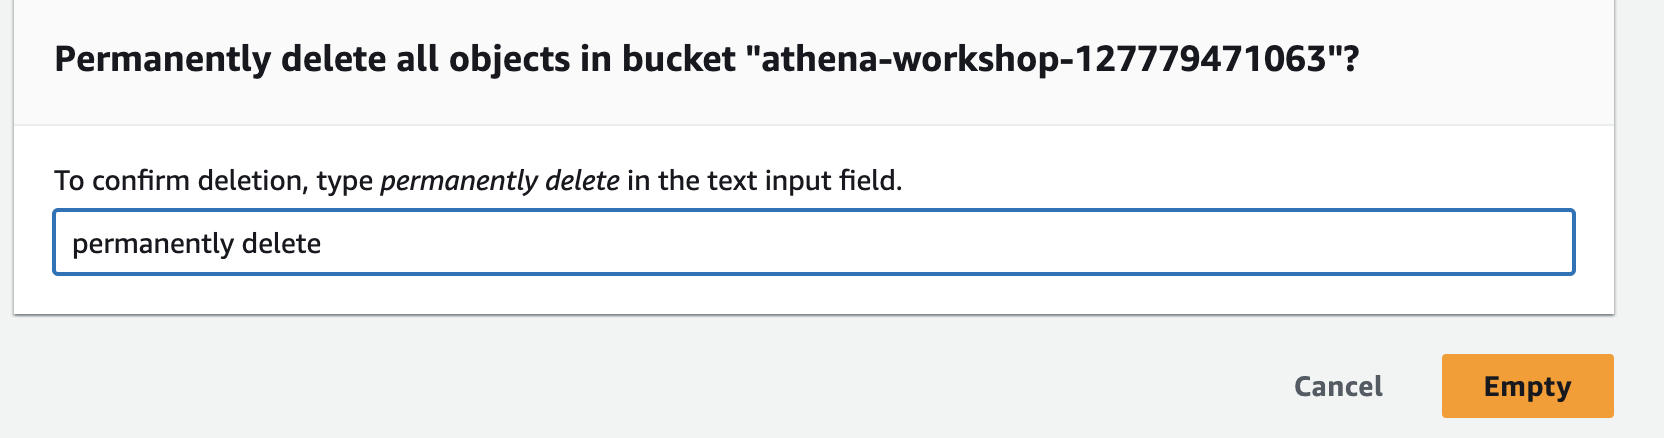 Permanently delete all objects in bucket "athena-workshop-127779471063"?
To confirm deletion, type permanently delete in the text input field.
permanently delete
Cancel
Empty